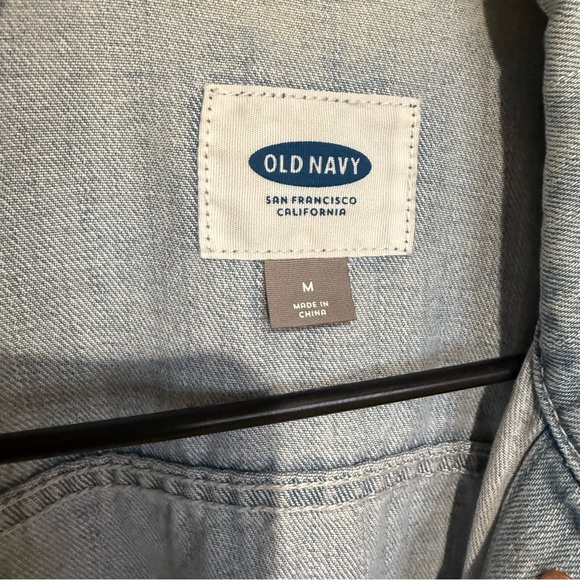 OLD NAVY
SAN FRANCISCO
CALIFORNIA
M
MADE IN
CHINA